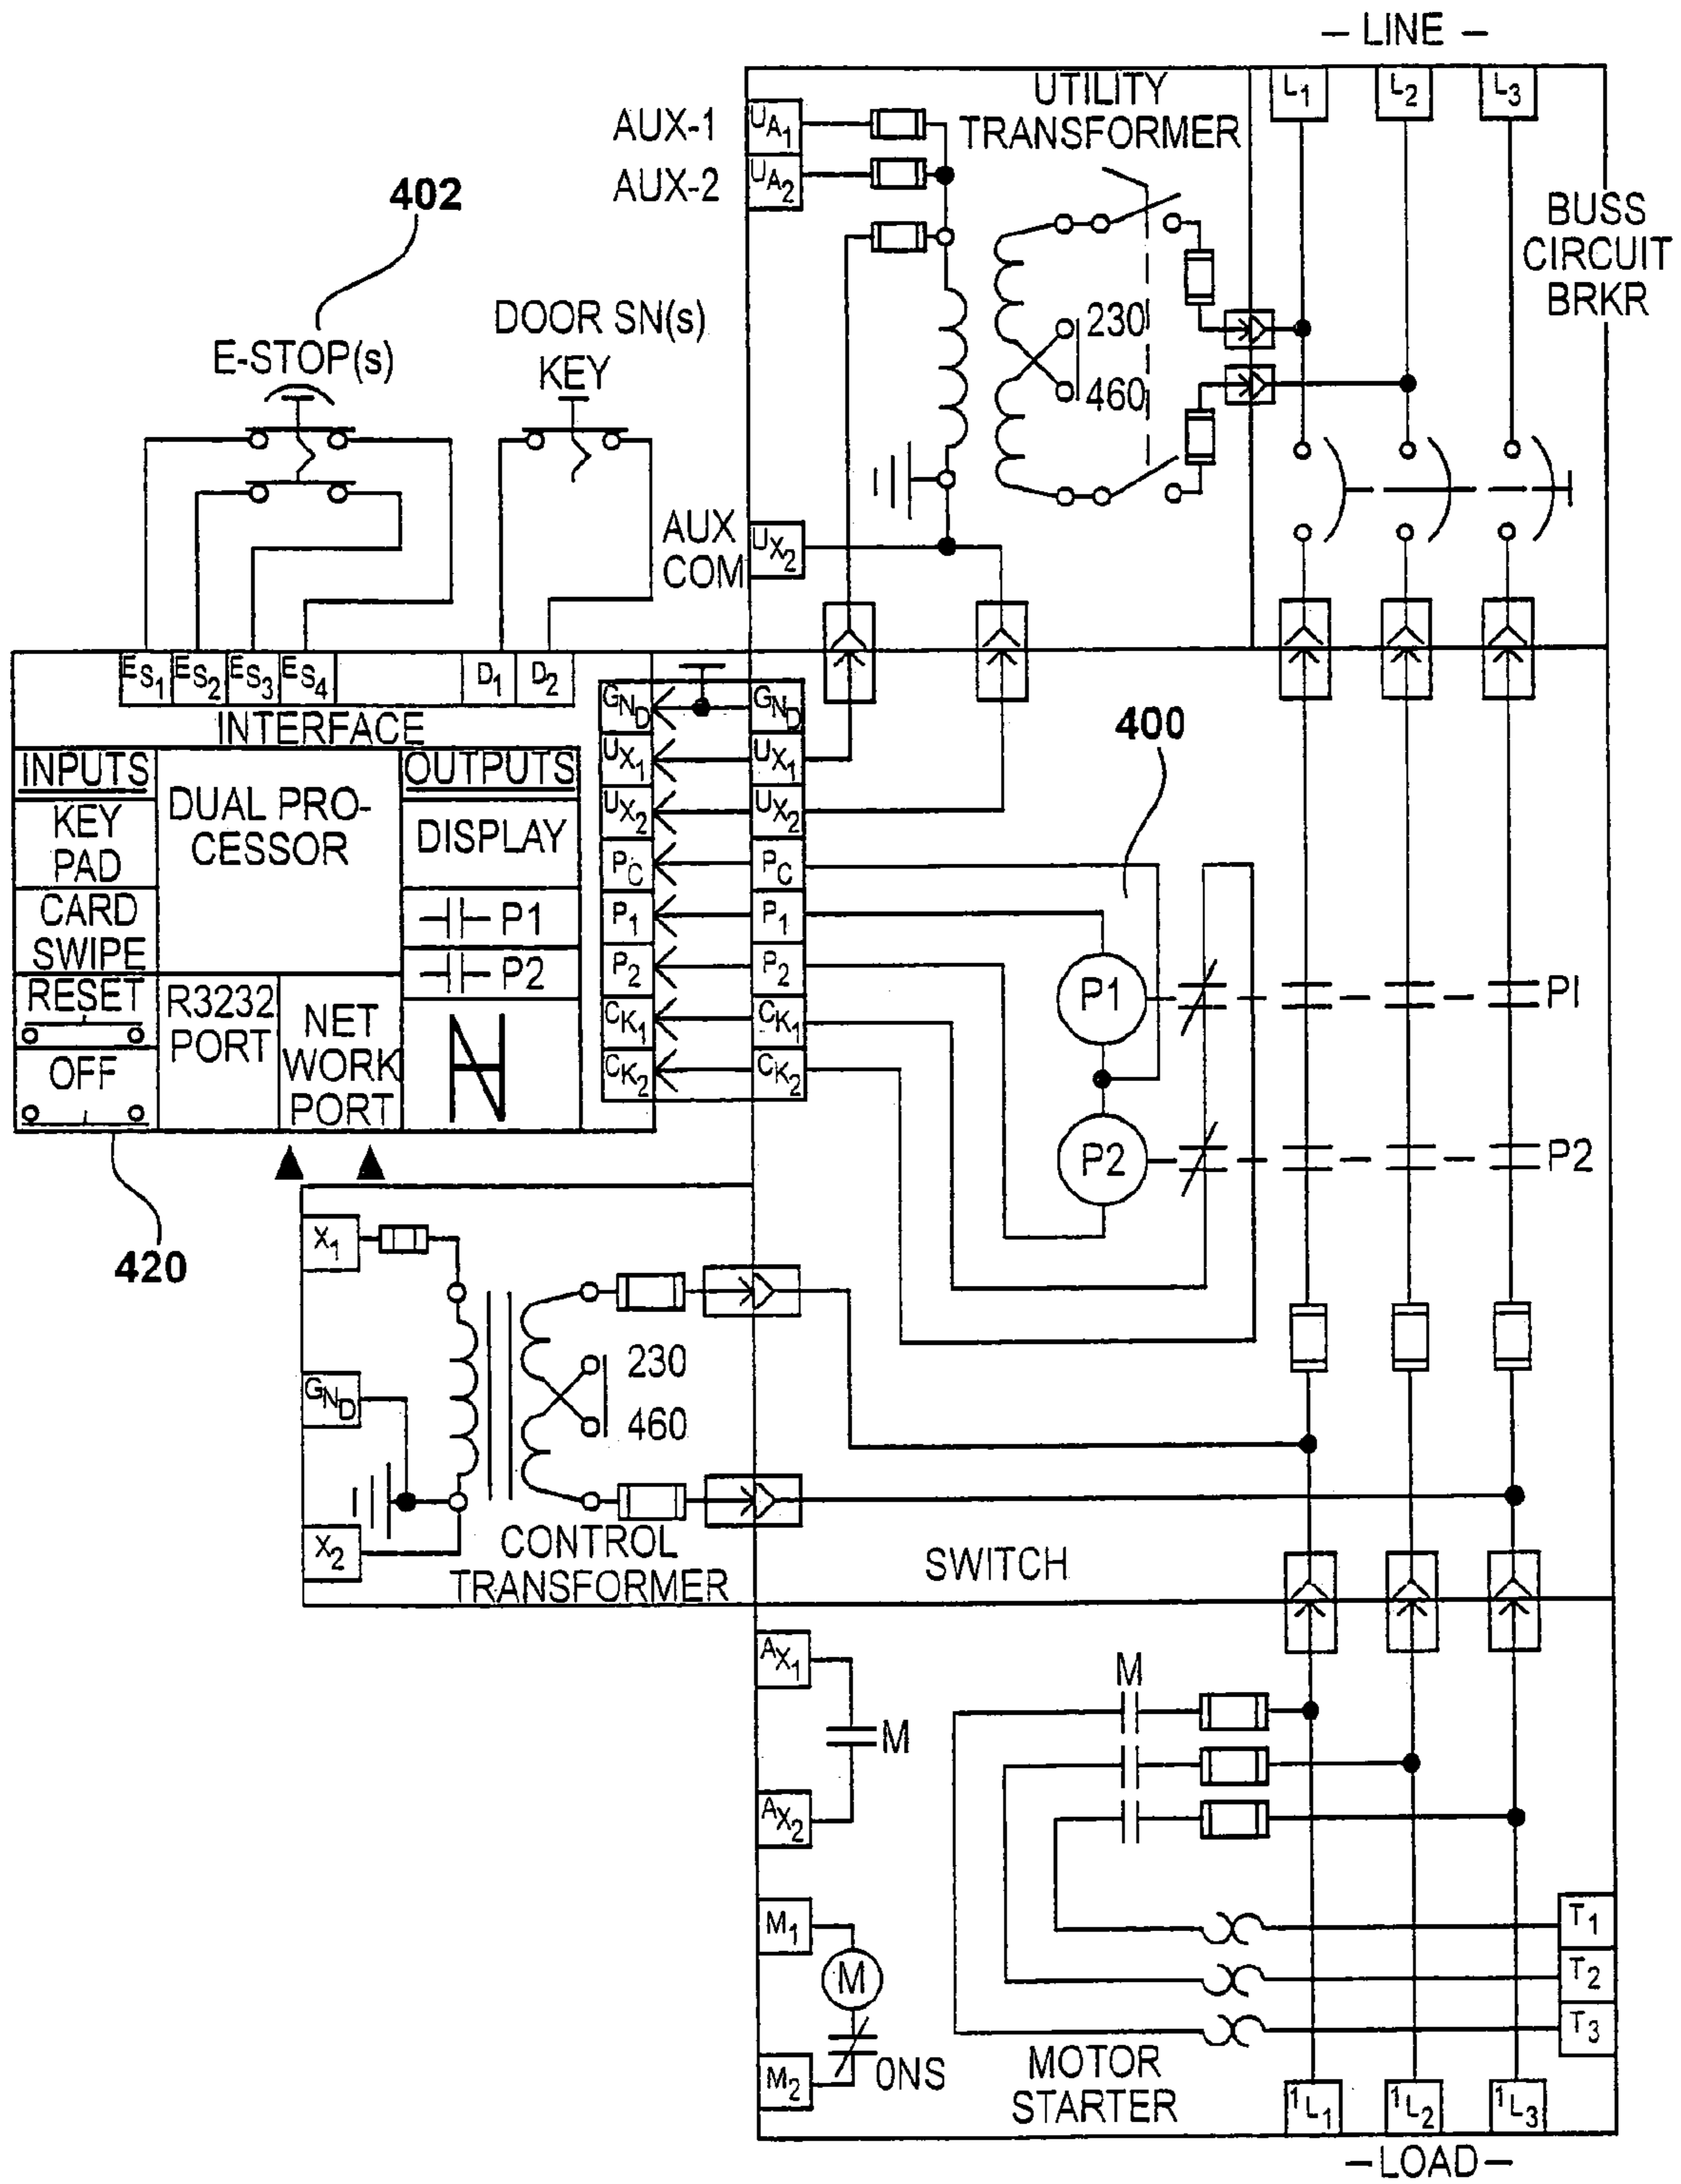 – LINE –
UTILITY
TRANSFORMER
L1
L2
L3
AUX-1
UA1
AUX-2
UA2
BUSS
CIRCUIT
BRKR
402
E-STOP(s)
DOOR SN(s)
KEY
230
460
AUX
COM
UX2
ES1
ES2
ES3
ES4
D1
D2
INTERFACE
INPUTS
KEY
PAD
CARD
SWIPE
RESET
OFF
DUAL PRO-
CESSOR
R3232
PORT
NET
WORK
PORT
OUTPUTS
DISPLAY
P1
P2
GND
UX1
UX2
PC
P1
P2
CK1
CK2
GND
UX1
UX2
PC
P1
P2
CK1
CK2
400
P1
PI
P2
P2
420
X1
GND
X2
230
460
CONTROL
TRANSFORMER
SWITCH
AX1
M
AX2
M
M1
M
M2
ONS
T1
T2
T3
MOTOR
STARTER
1L1
1L2
1L3
–LOAD–